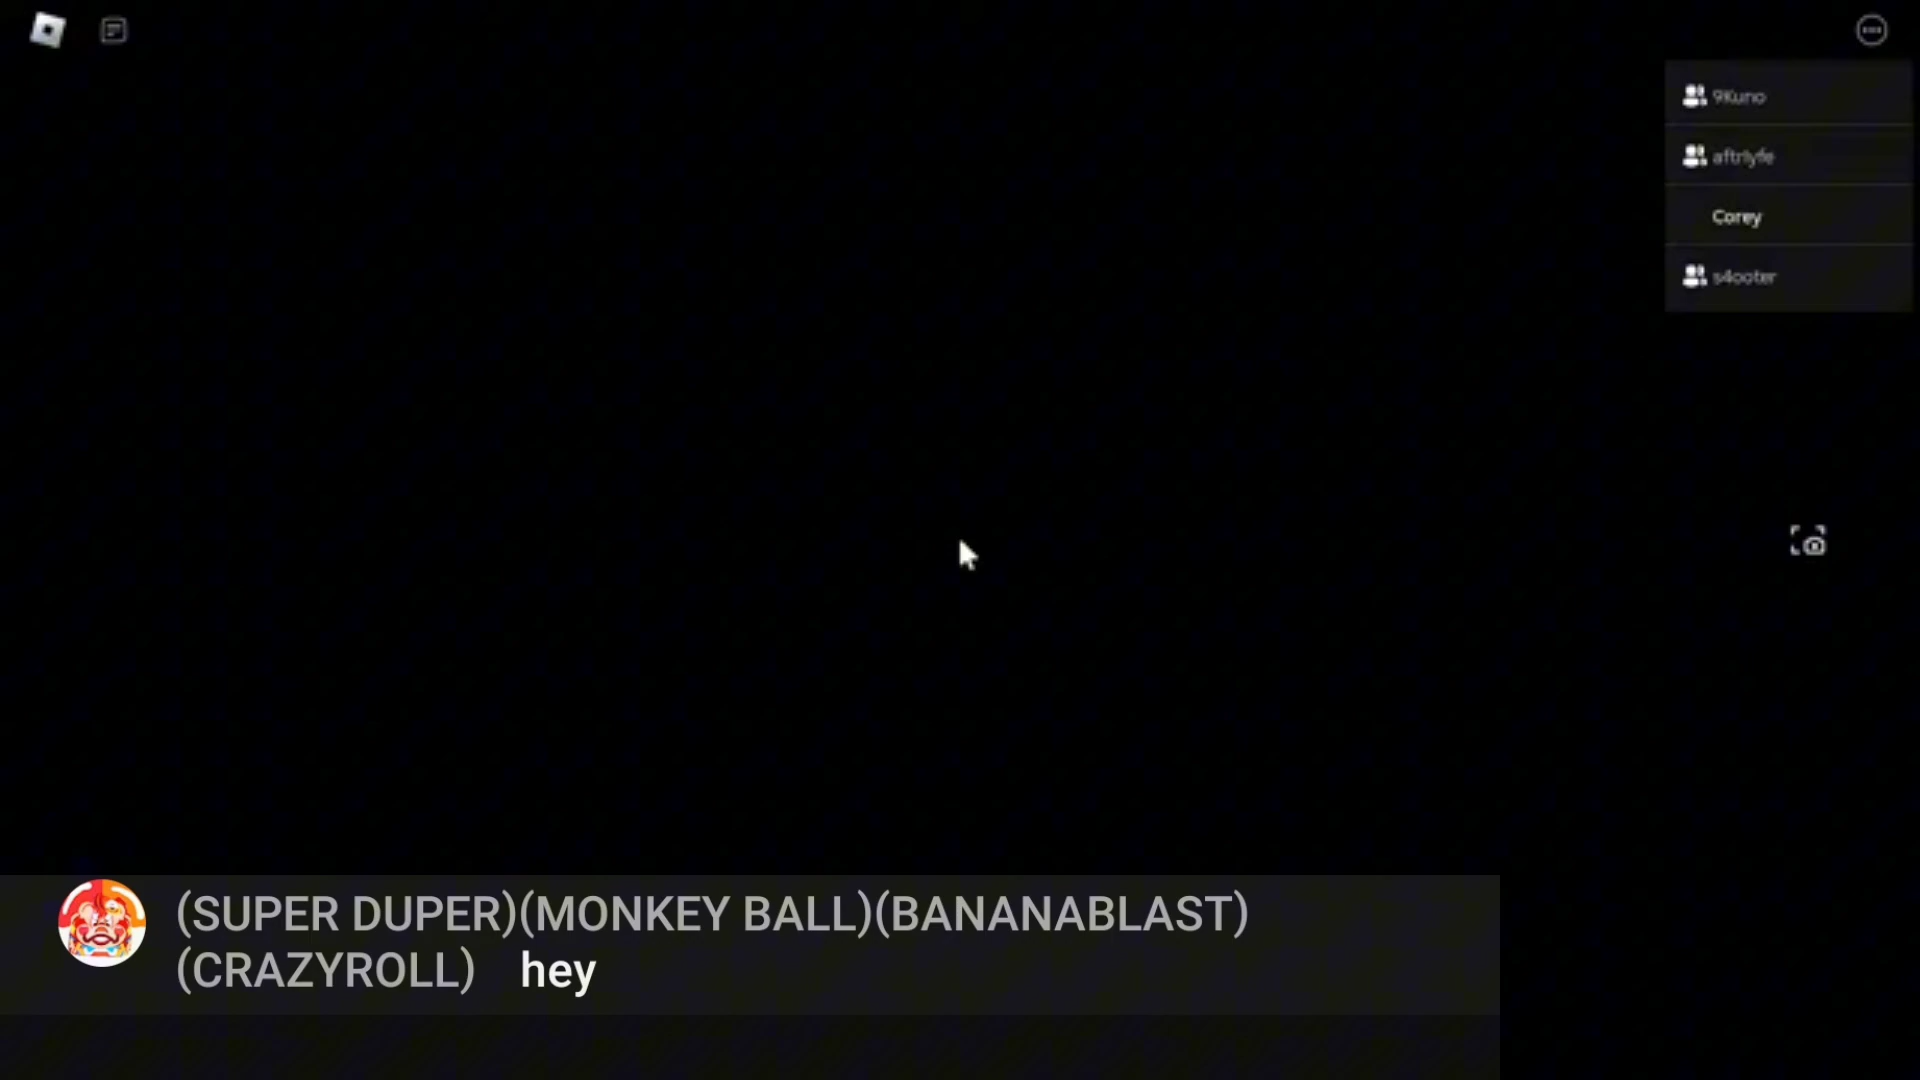 9Kuno
aftrlyfe
Corey
s4ooter
(SUPER DUPER)(MONKEY BALL)(BANANABLAST)
(CRAZYROLL) hey